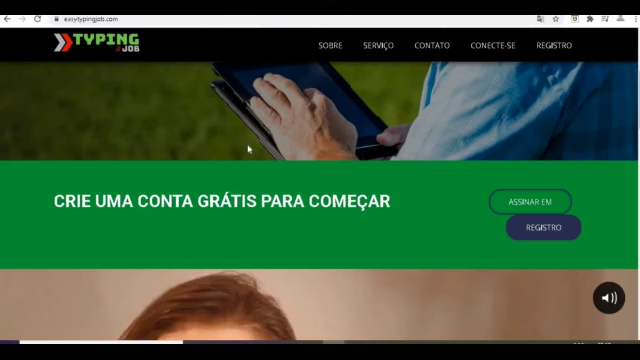 easytypingjob.com
TYPING
JOB
SOBRE SERVIÇO CONTATO CONECTE-SE REGISTRO
CRIE UMA CONTA GRÁTIS PARA COMEÇAR
ASSINAR EM
REGISTRO